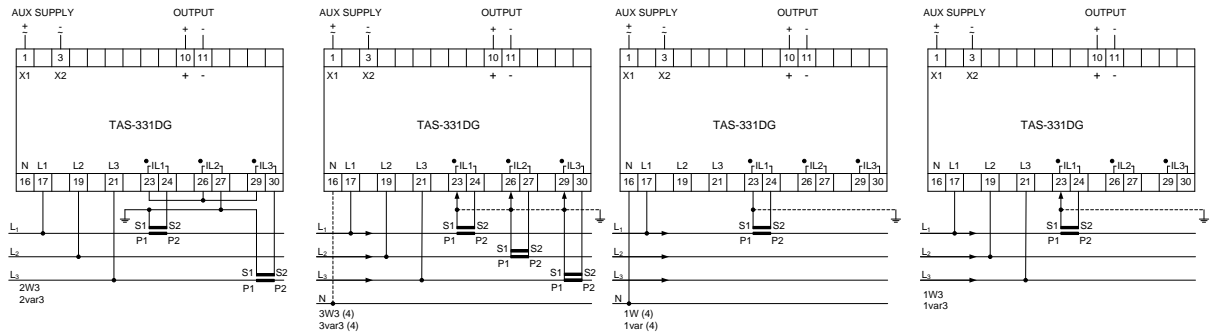 AUX SUPPLY OUTPUT
± - + -
1 3 10 11
X1 X2 + -
TAS-331DG
N L1 L2 L3 IL1 IL2 IL3
16 17 19 21 23 24 26 27 29 30
S1 S2
L1
P1 P2
L2
S1 S2
L3
P1 P2
2W3
2var3
AUX SUPPLY OUTPUT
± - + -
1 3 10 11
X1 X2 + -
TAS-331DG
N L1 L2 L3 IL1 IL2 IL3
16 17 19 21 23 24 26 27 29 30
S1 S2
L1
P1 P2
S1 S2
L2
P1 P2
S1 S2
L3
P1 P2
N
3W3 (4)
3var3 (4)
AUX SUPPLY OUTPUT
± - + -
1 3 10 11
X1 X2 + -
TAS-331DG
N L1 L2 L3 IL1 IL2 IL3
16 17 19 21 23 24 26 27 29 30
S1 S2
L1
P1 P2
L2
L3
N
1W (4)
1var (4)
AUX SUPPLY OUTPUT
± - + -
1 3 10 11
X1 X2 + -
TAS-331DG
N L1 L2 L3 IL1 IL2 IL3
16 17 19 21 23 24 26 27 29 30
S1 S2
L1
P1 P2
L2
L3
1W3
1var3